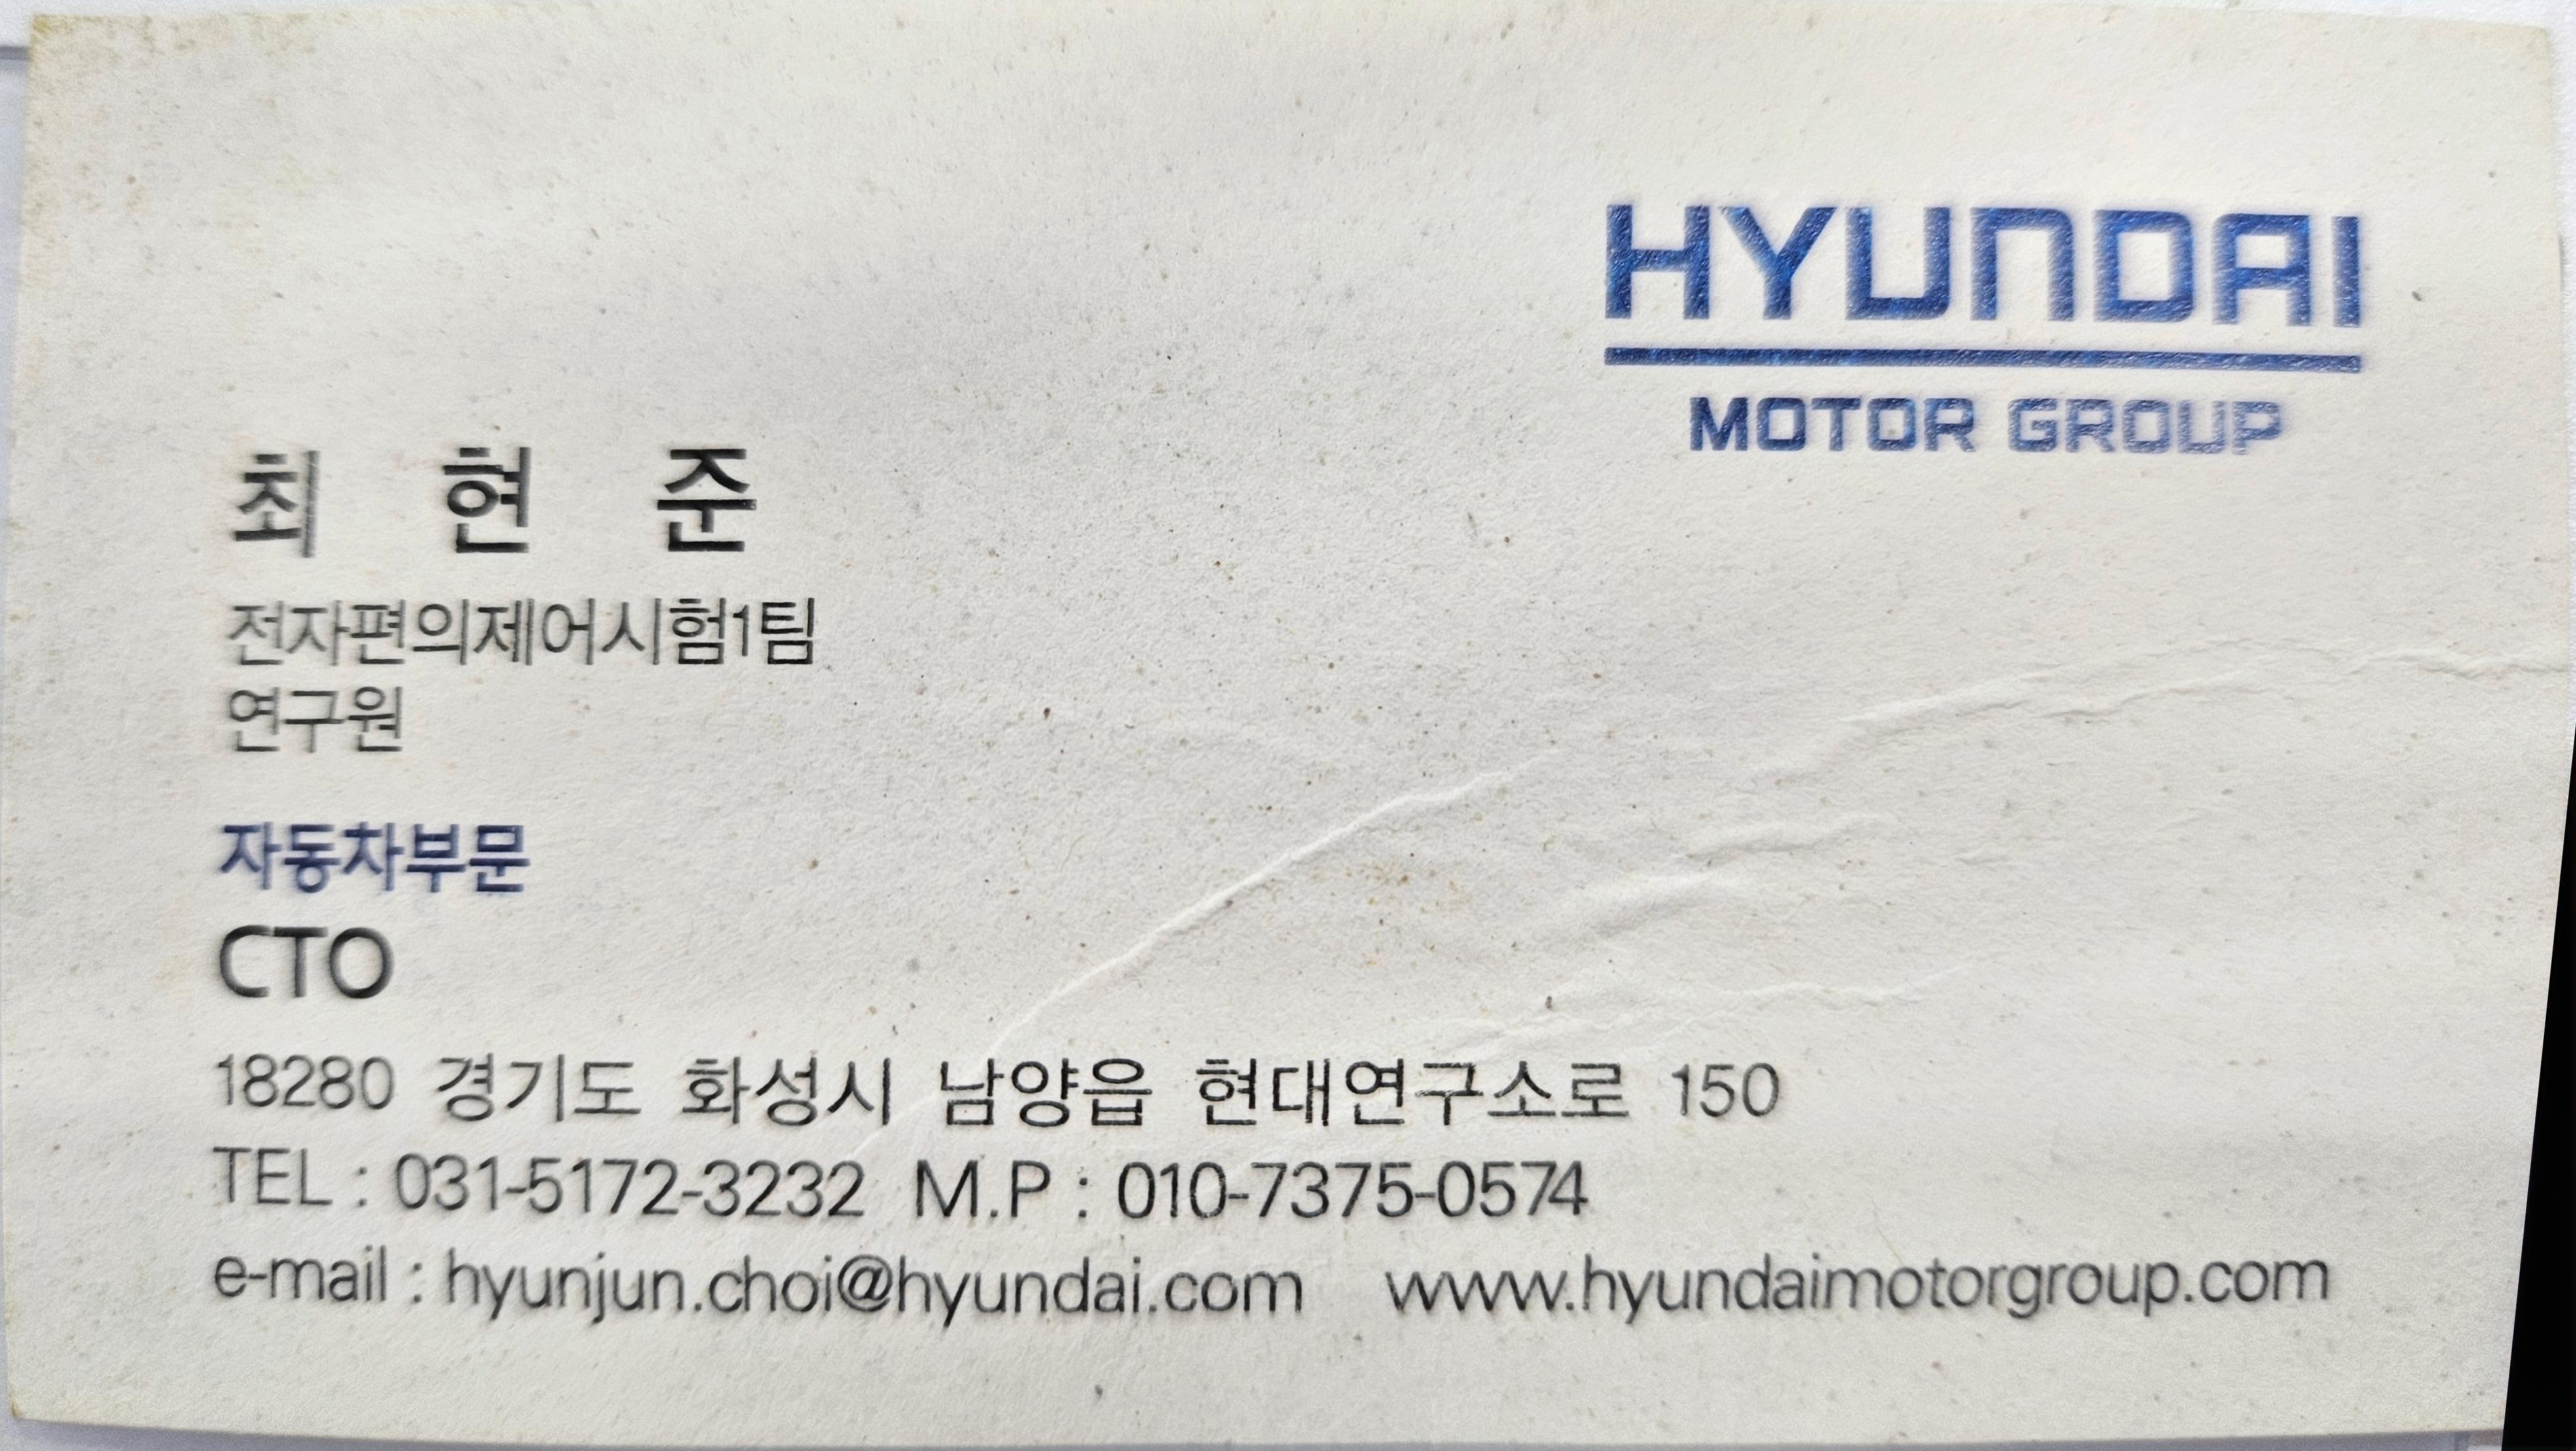 HYUNDAI
MOTOR GROUP
최 현 준
전자편의제어시험1팀
연구원
자동차부문
CTO
18280 경기도 화성시 남양읍 현대연구소로 150
TEL : 031-5172-3232 M.P : 010-7375-0574
e-mail : hyunjun.choi@hyundai.com www.hyundaimotorgroup.com